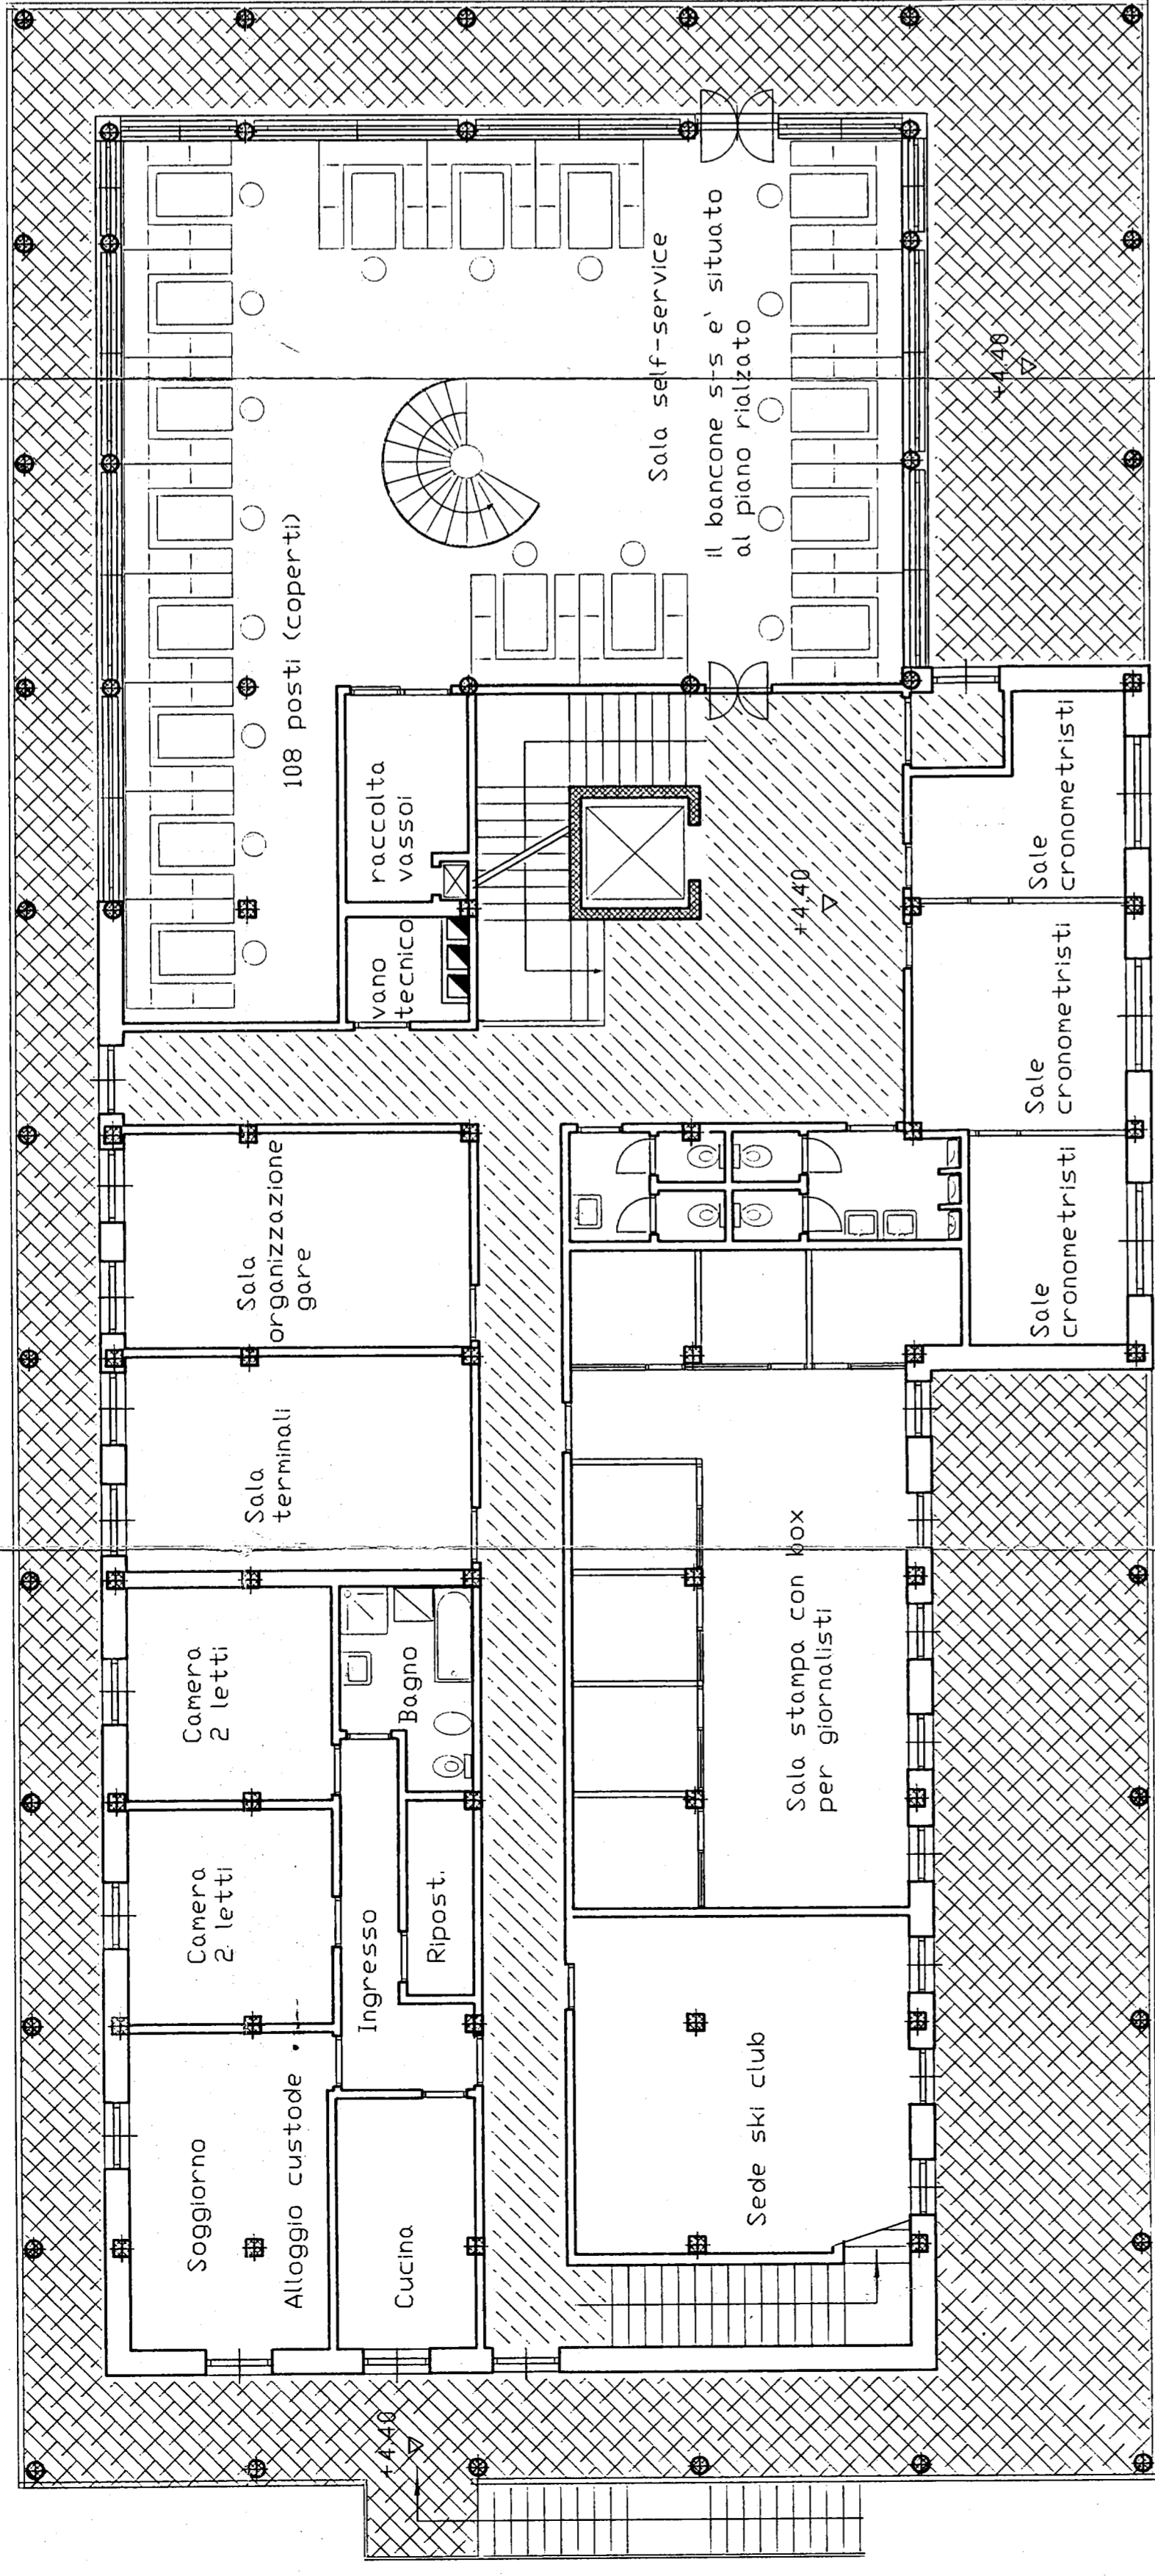 108 posti (coperti)
Sala self-service
il bancone s-s e' situato
al piano rialzato
+4,40
raccolta
vassoi
vano
tecnico
+4,40
Sale
cronometristi
Sale
cronometristi
Sale
cronometristi
Sala
organizzazione
gare
Sala
terminali
Camera
2 letti
Bagno
Camera
2 letti
Ingresso
Ripost.
Sala stampa con box
per giornalisti
Soggiorno
Alloggio custode
Cucina
Sede ski club
+4,40